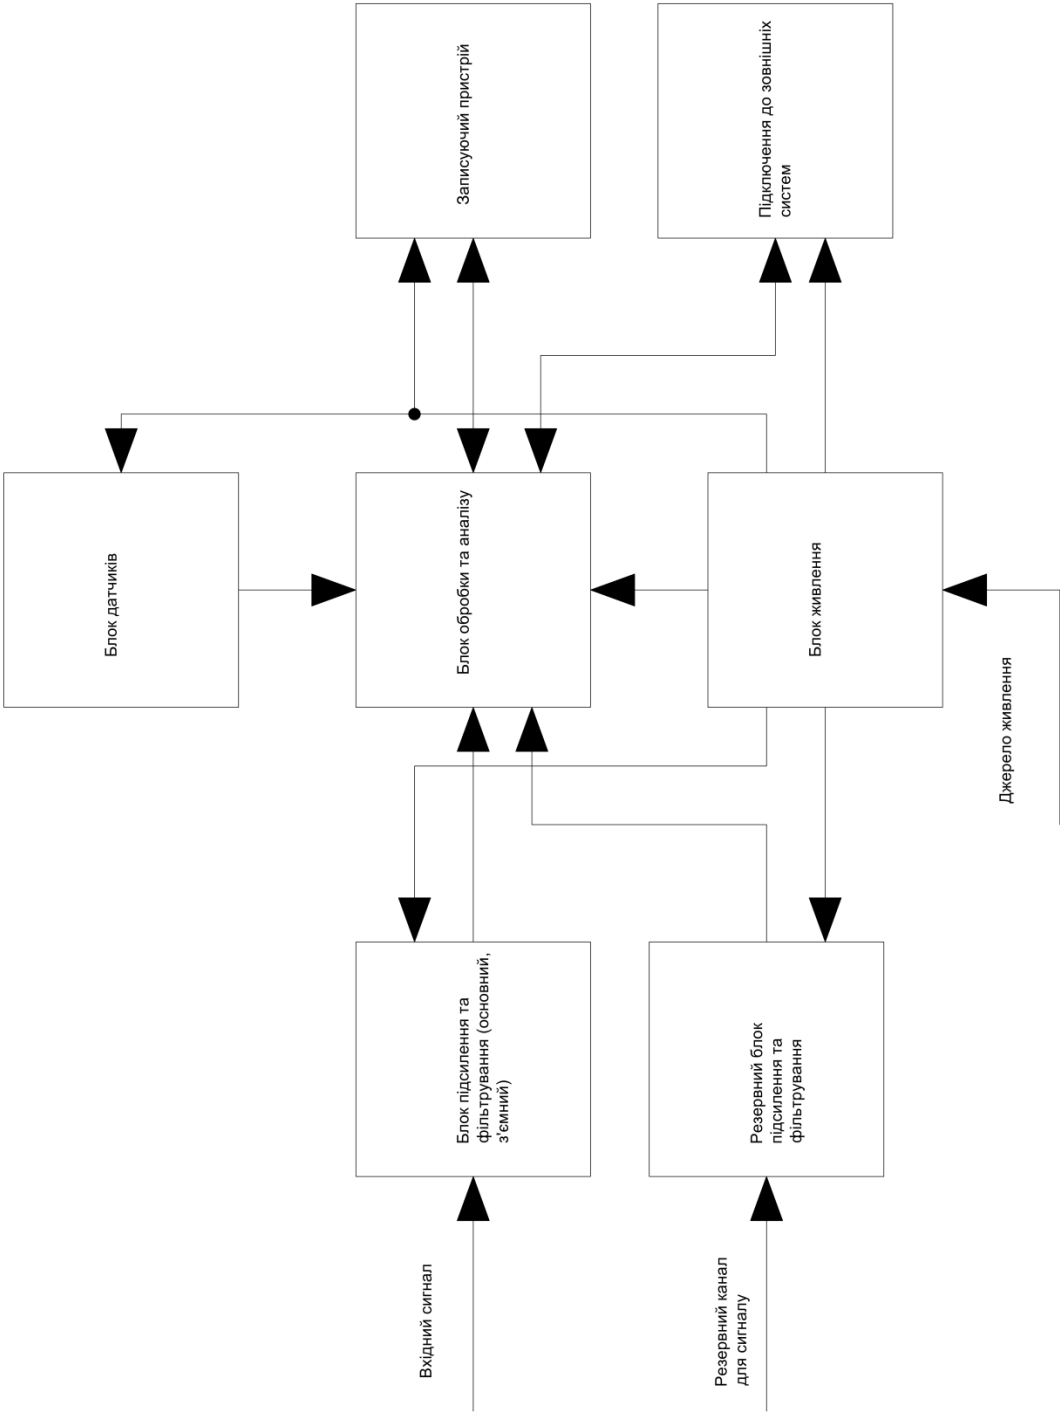 Блок датчиків
Вхідний сигнал
Блок підсилення та
фільтрування (основний,
з'ємний)
Блок обробки та аналізу
Записуючий пристрій
Резервний канал
для сигналу
Резервний блок
підсилення та
фільтрування
Блок живлення
Підключення до зовнішніх
систем
Джерело живлення